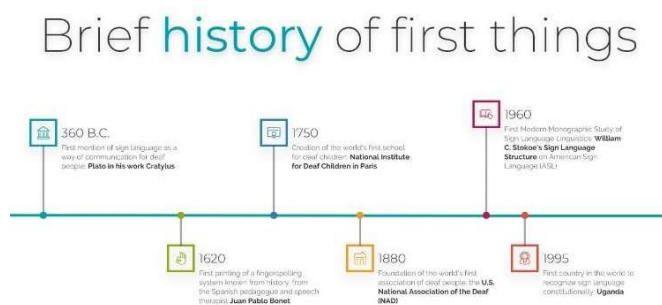 Brief history of first things
360 B.C.
First mention of sign language as a
way of communication for deaf
people: Plato in his work Cratylus
1750
Creation of the world's first school
for deaf children: National Institute
for Deaf Children in Paris
1960
First Modern Monographic Study of
Sign Language Linguistics: William
C. Stokoe's Sign Language
Structure on American Sign
Language (ASL)
1620
First printing of a fingerspelling
system known from history, from
the Spanish pedagogue and speech
therapist Juan Pablo Bonet
1880
Foundation of the world's first
association of deaf people: the U.S.
National Association of the Deaf
(NAD)
1995
First country in the world to
recognize sign language
constitutionally: Uganda